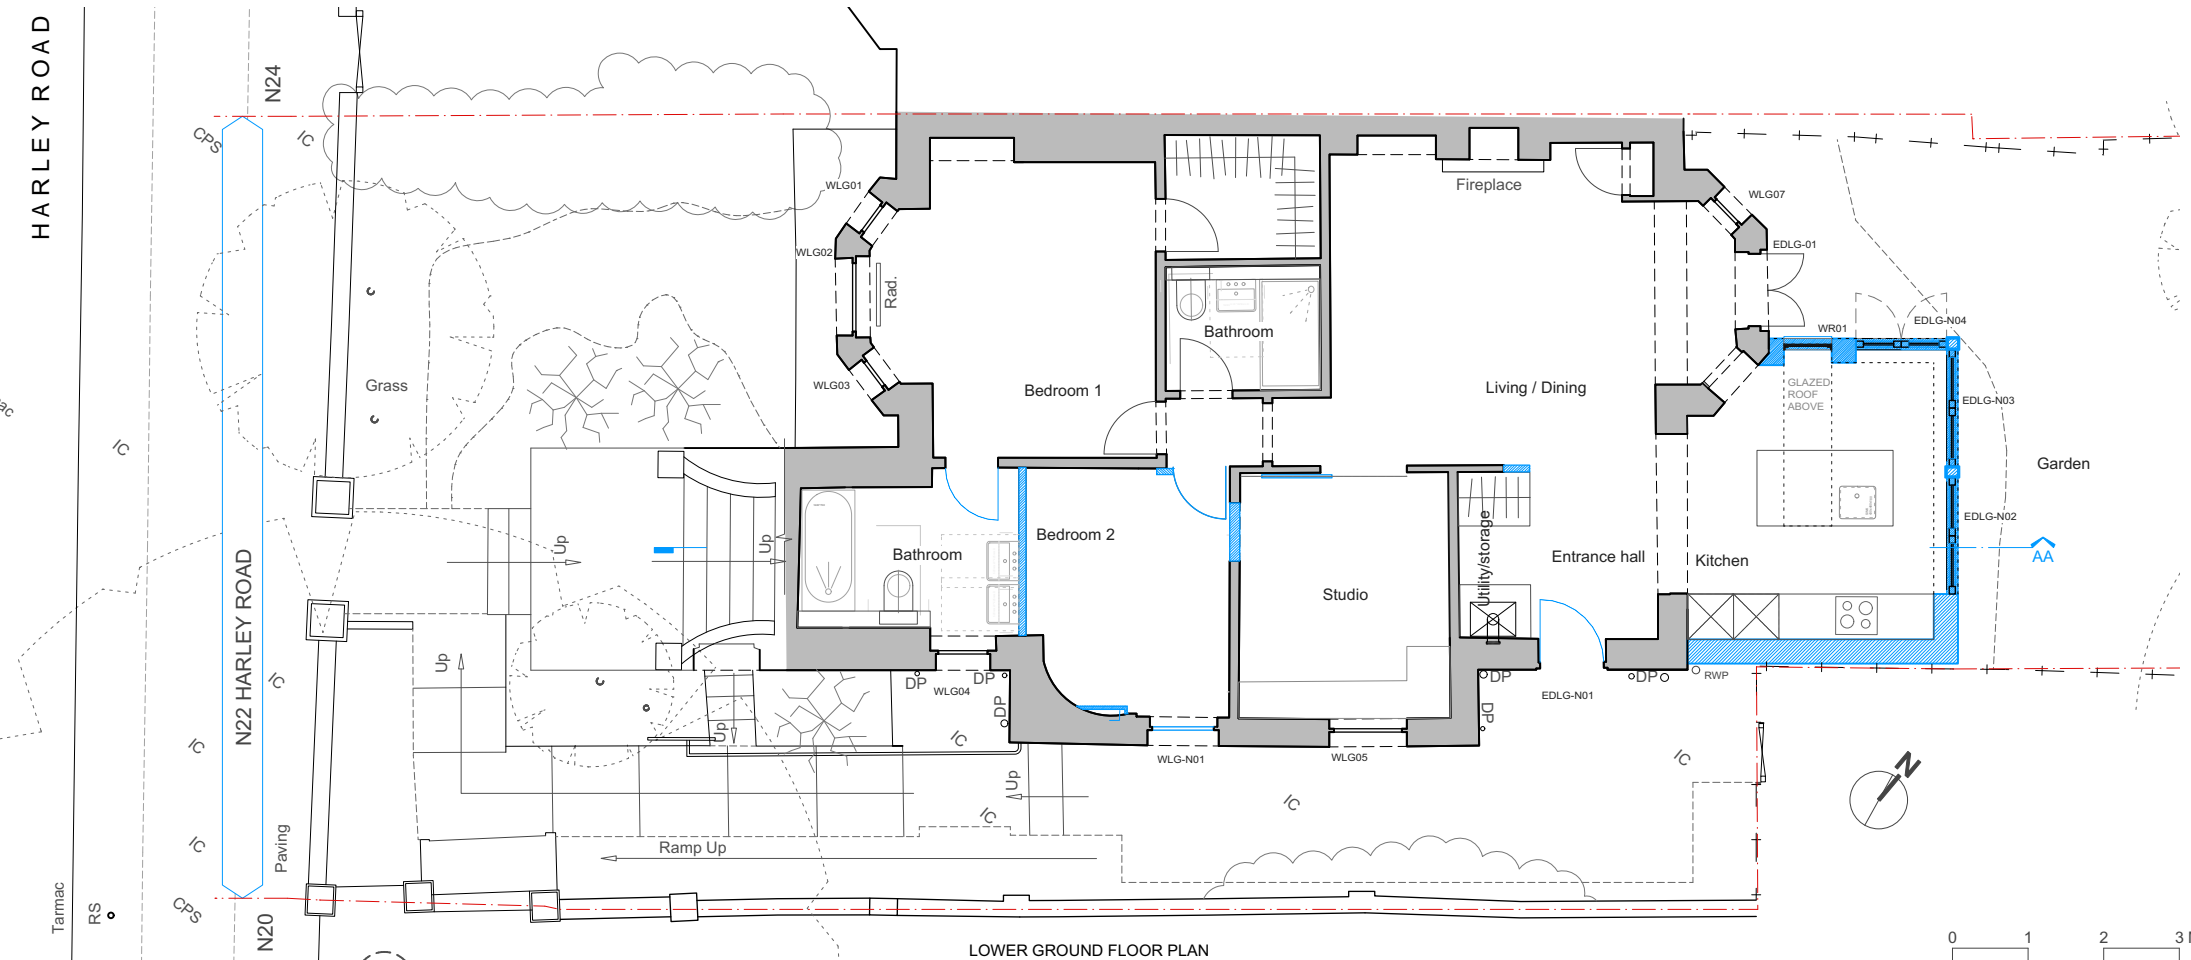 HARLEY ROAD
N24
CPS
IC
WLG01
WLG02
WLG03
Rad.
Grass
IC
Fireplace
WLG07
EDLG-01
WR01
EDLG-N04
Bathroom
Bedroom 1
Living / Dining
GLAZED
ROOF
ABOVE
EDLG-N03
Garden
EDLG-N02
AA
Up
Up
Bathroom
Bedroom 2
Studio
Utility/storage
Entrance hall
Kitchen
N22 HARLEY ROAD
IC
Up
DP
WLG04
DP
DP
DP
DP
EDLG-N01
DP
RWP
IC
Up
IC
WLG-N01
WLG05
IC
N
Up
IC
IC
IC
Paving
Ramp Up
Tarmac
RS
CPS
N20
LOWER GROUND FLOOR PLAN
0 1 2 3